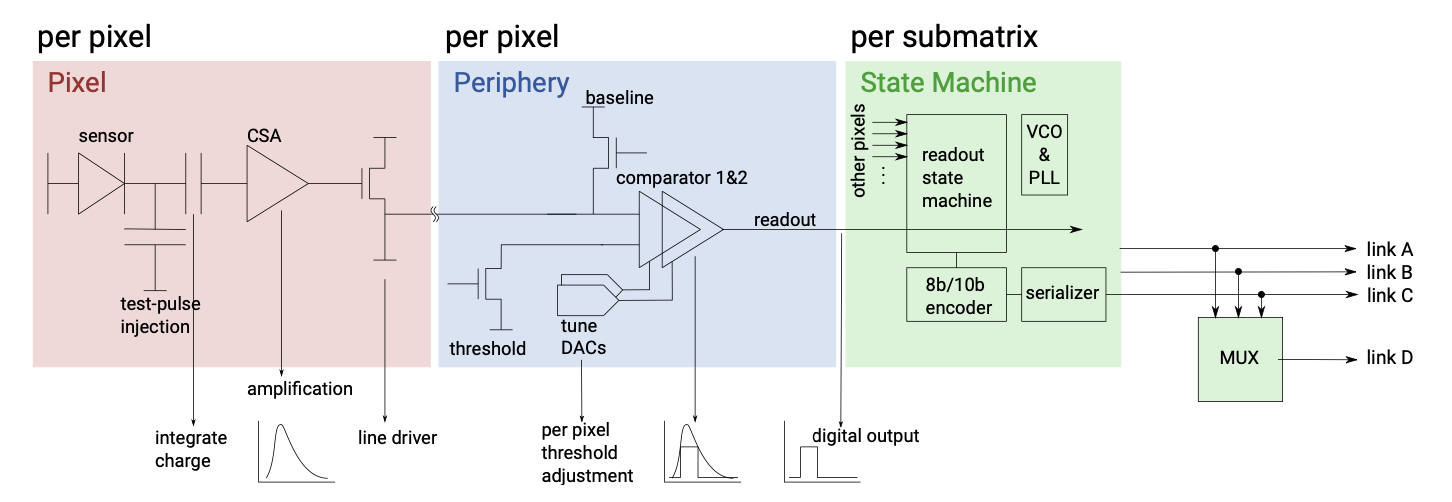 per pixel
per pixel
per submatrix
Pixel
Periphery
State Machine
sensor
CSA
test-pulse
injection
amplification
integrate
charge
line driver
baseline
comparator 1&2
readout
threshold
tune
DACs
per pixel
threshold
adjustment
digital output
other pixels
...
readout
state
machine
VCO
&
PLL
8b/10b
encoder
serializer
link A
link B
link C
MUX
link D